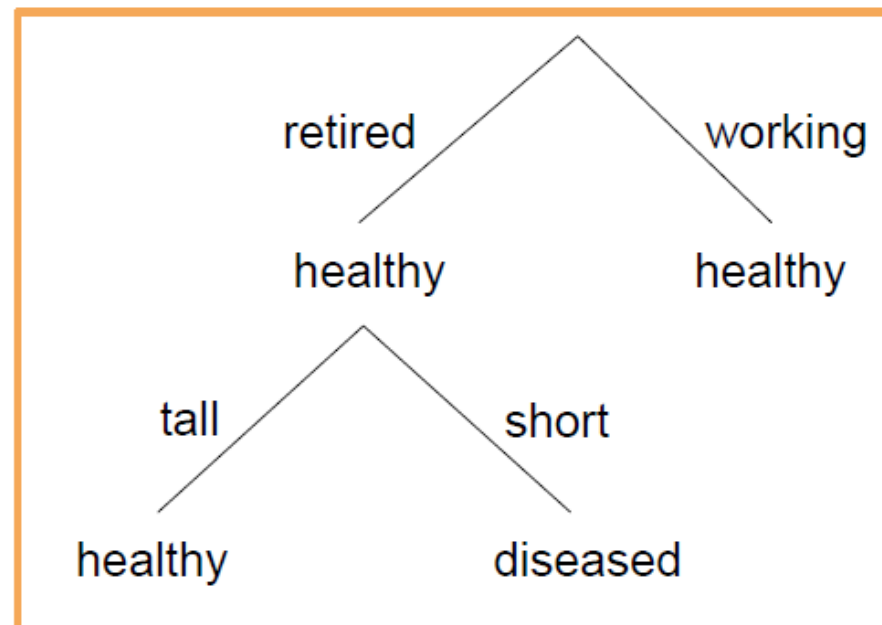 retired working
healthy healthy
tall short
healthy diseased